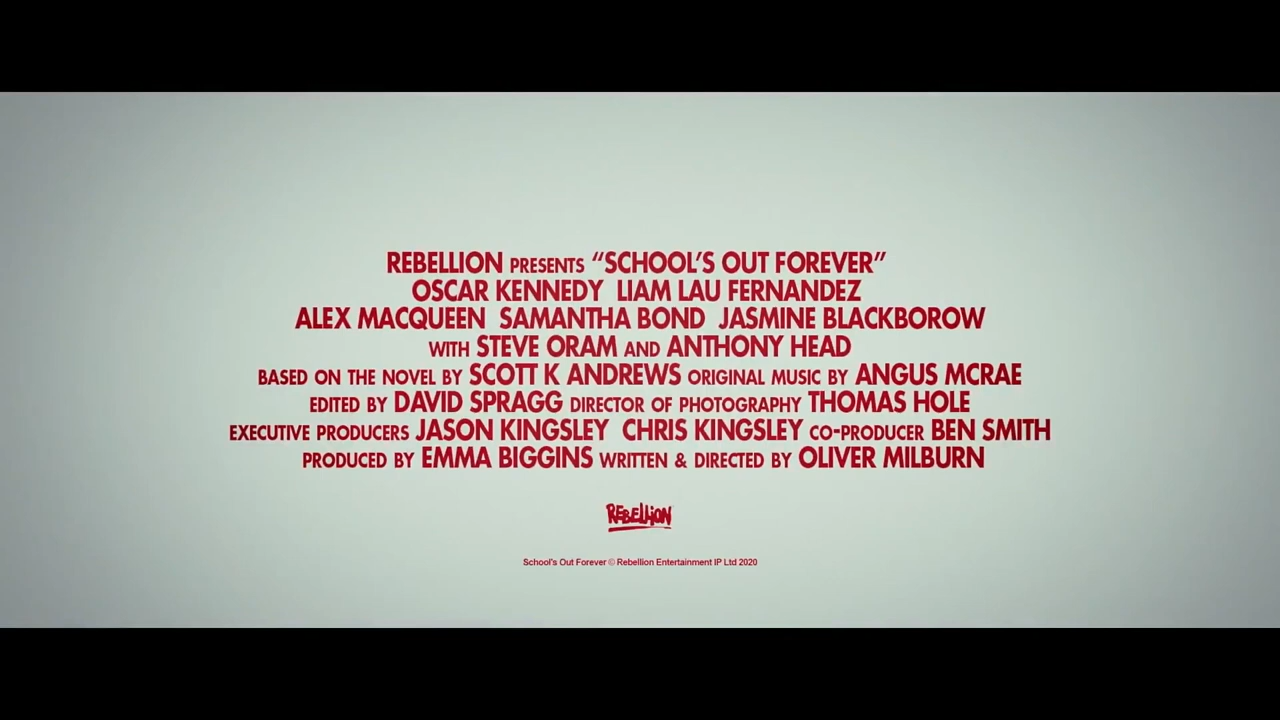 REBELLION PRESENTS “SCHOOL’S OUT FOREVER”
OSCAR KENNEDY LIAM LAU FERNANDEZ
ALEX MACQUEEN SAMANTHA BOND JASMINE BLACKBOROW
WITH STEVE ORAM AND ANTHONY HEAD
BASED ON THE NOVEL BY SCOTT K ANDREWS ORIGINAL MUSIC BY ANGUS MCRAE
EDITED BY DAVID SPRAGG DIRECTOR OF PHOTOGRAPHY THOMAS HOLE
EXECUTIVE PRODUCERS JASON KINGSLEY CHRIS KINGSLEY CO-PRODUCER BEN SMITH
PRODUCED BY EMMA BIGGINS WRITTEN & DIRECTED BY OLIVER MILBURN
REBELLION
School's Out Forever © Rebellion Entertainment IP Ltd 2020